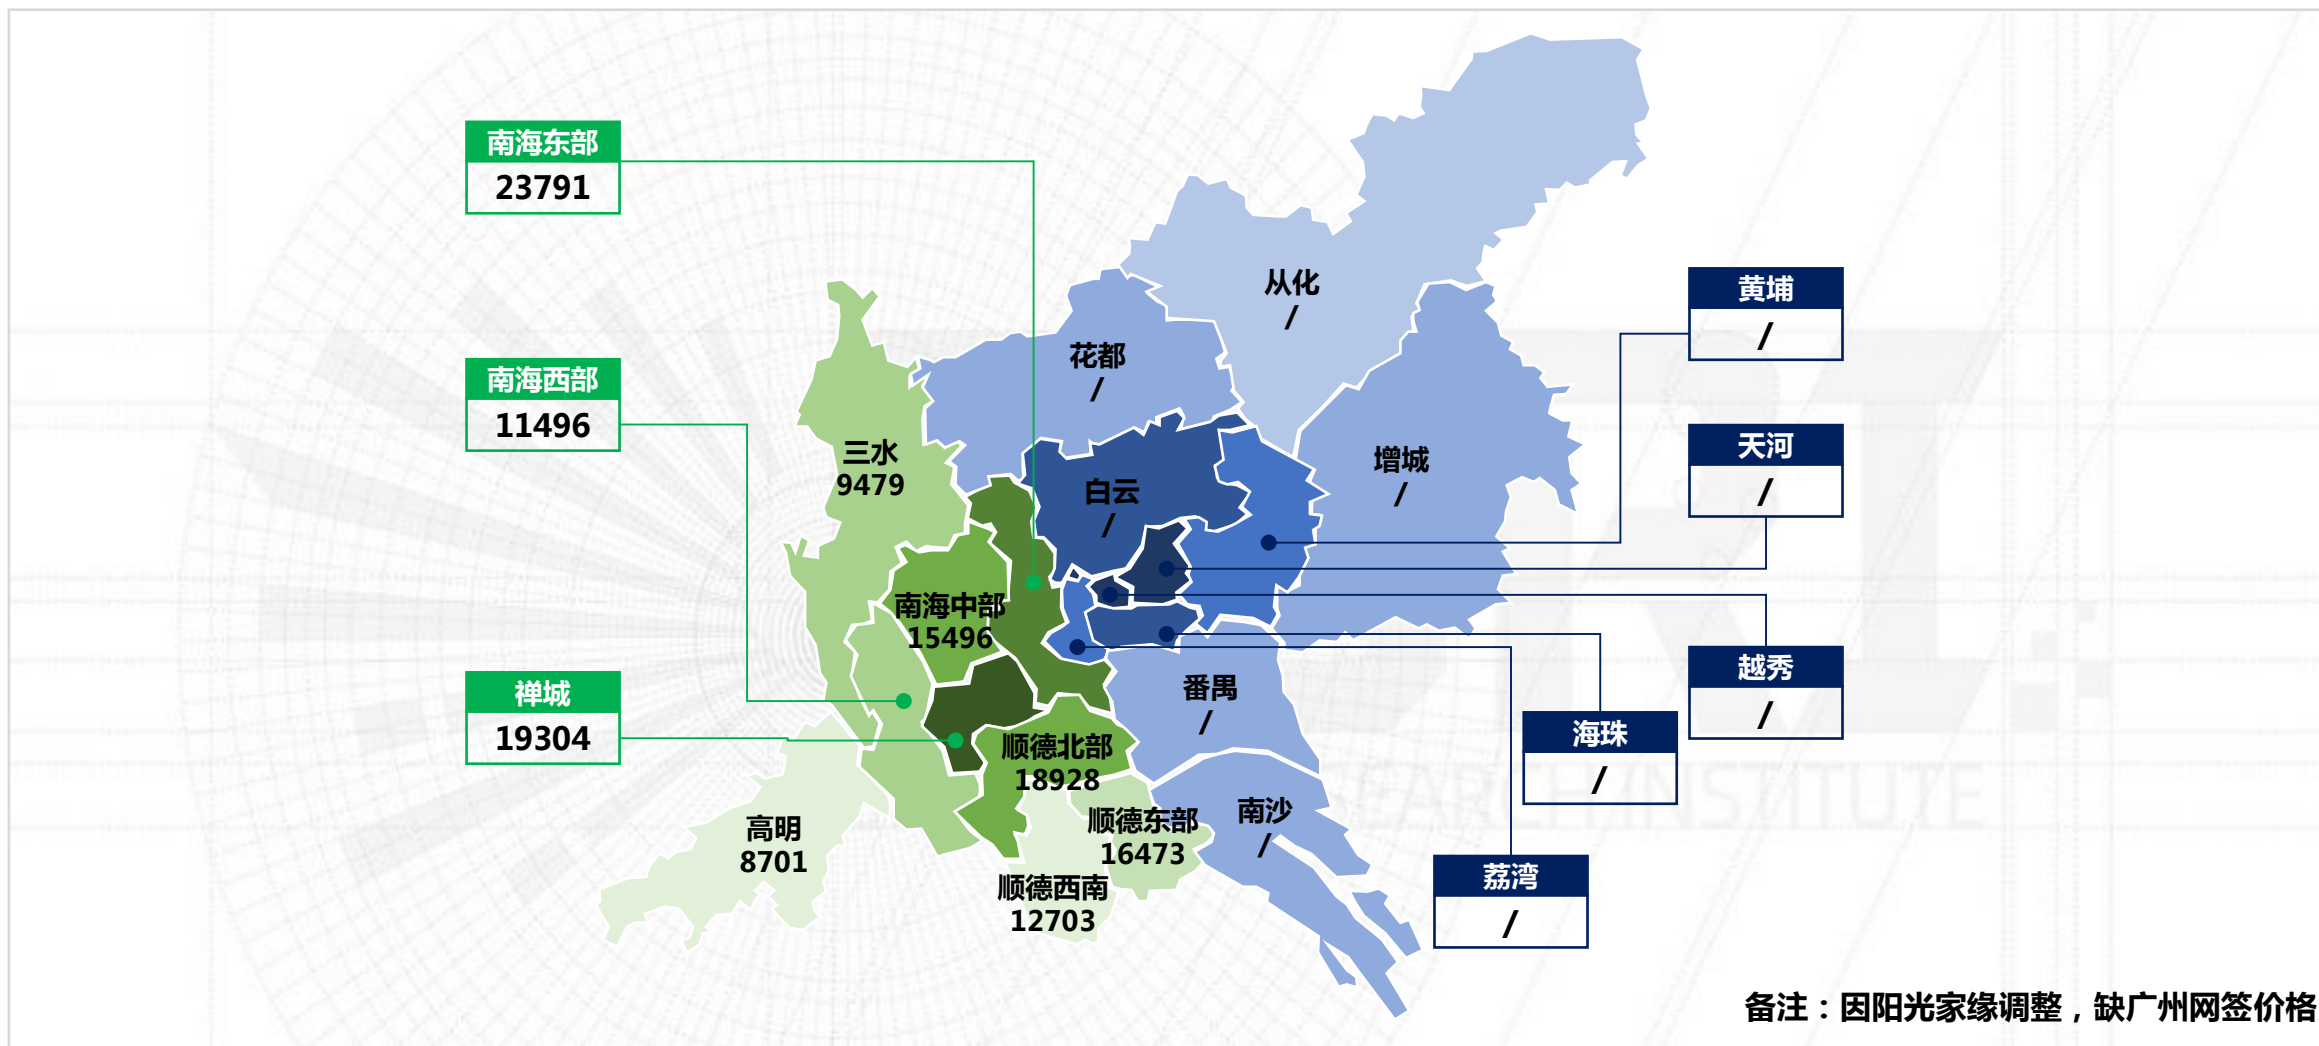 南海东部
23791
南海西部
11496
禅城
19304
从化
/
花都
/
三水
9479
白云
/
增城
/
南海中部
15496
番禺
/
顺德北部
18928
顺德东部
16473
南沙
/
高明
8701
顺德西南
12703
黄埔
/
天河
/
越秀
/
海珠
/
荔湾
/
备注：因阳光家缘调整，缺广州网签价格